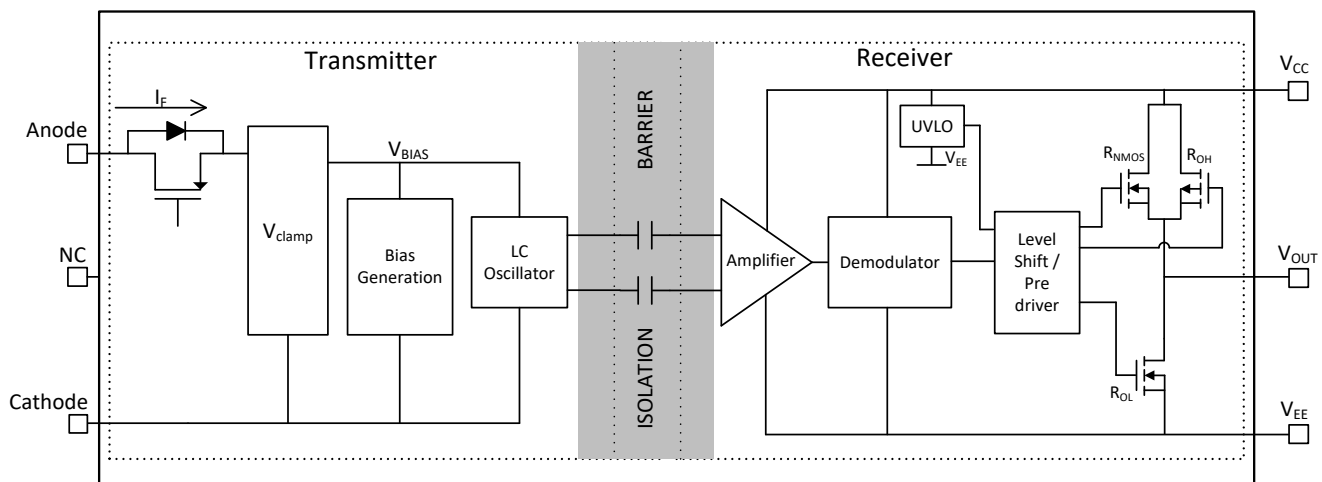 Transmitter
Receiver
I_F
Anode
NC
Cathode
V_clamp
V_BIAS
Bias
Generation
LC
Oscillator
BARRIER
ISOLATION
Amplifier
Demodulator
UVLO
V_EE
Level
Shift /
Pre
driver
R_NMOS
R_OH
R_OL
V_CC
V_OUT
V_EE